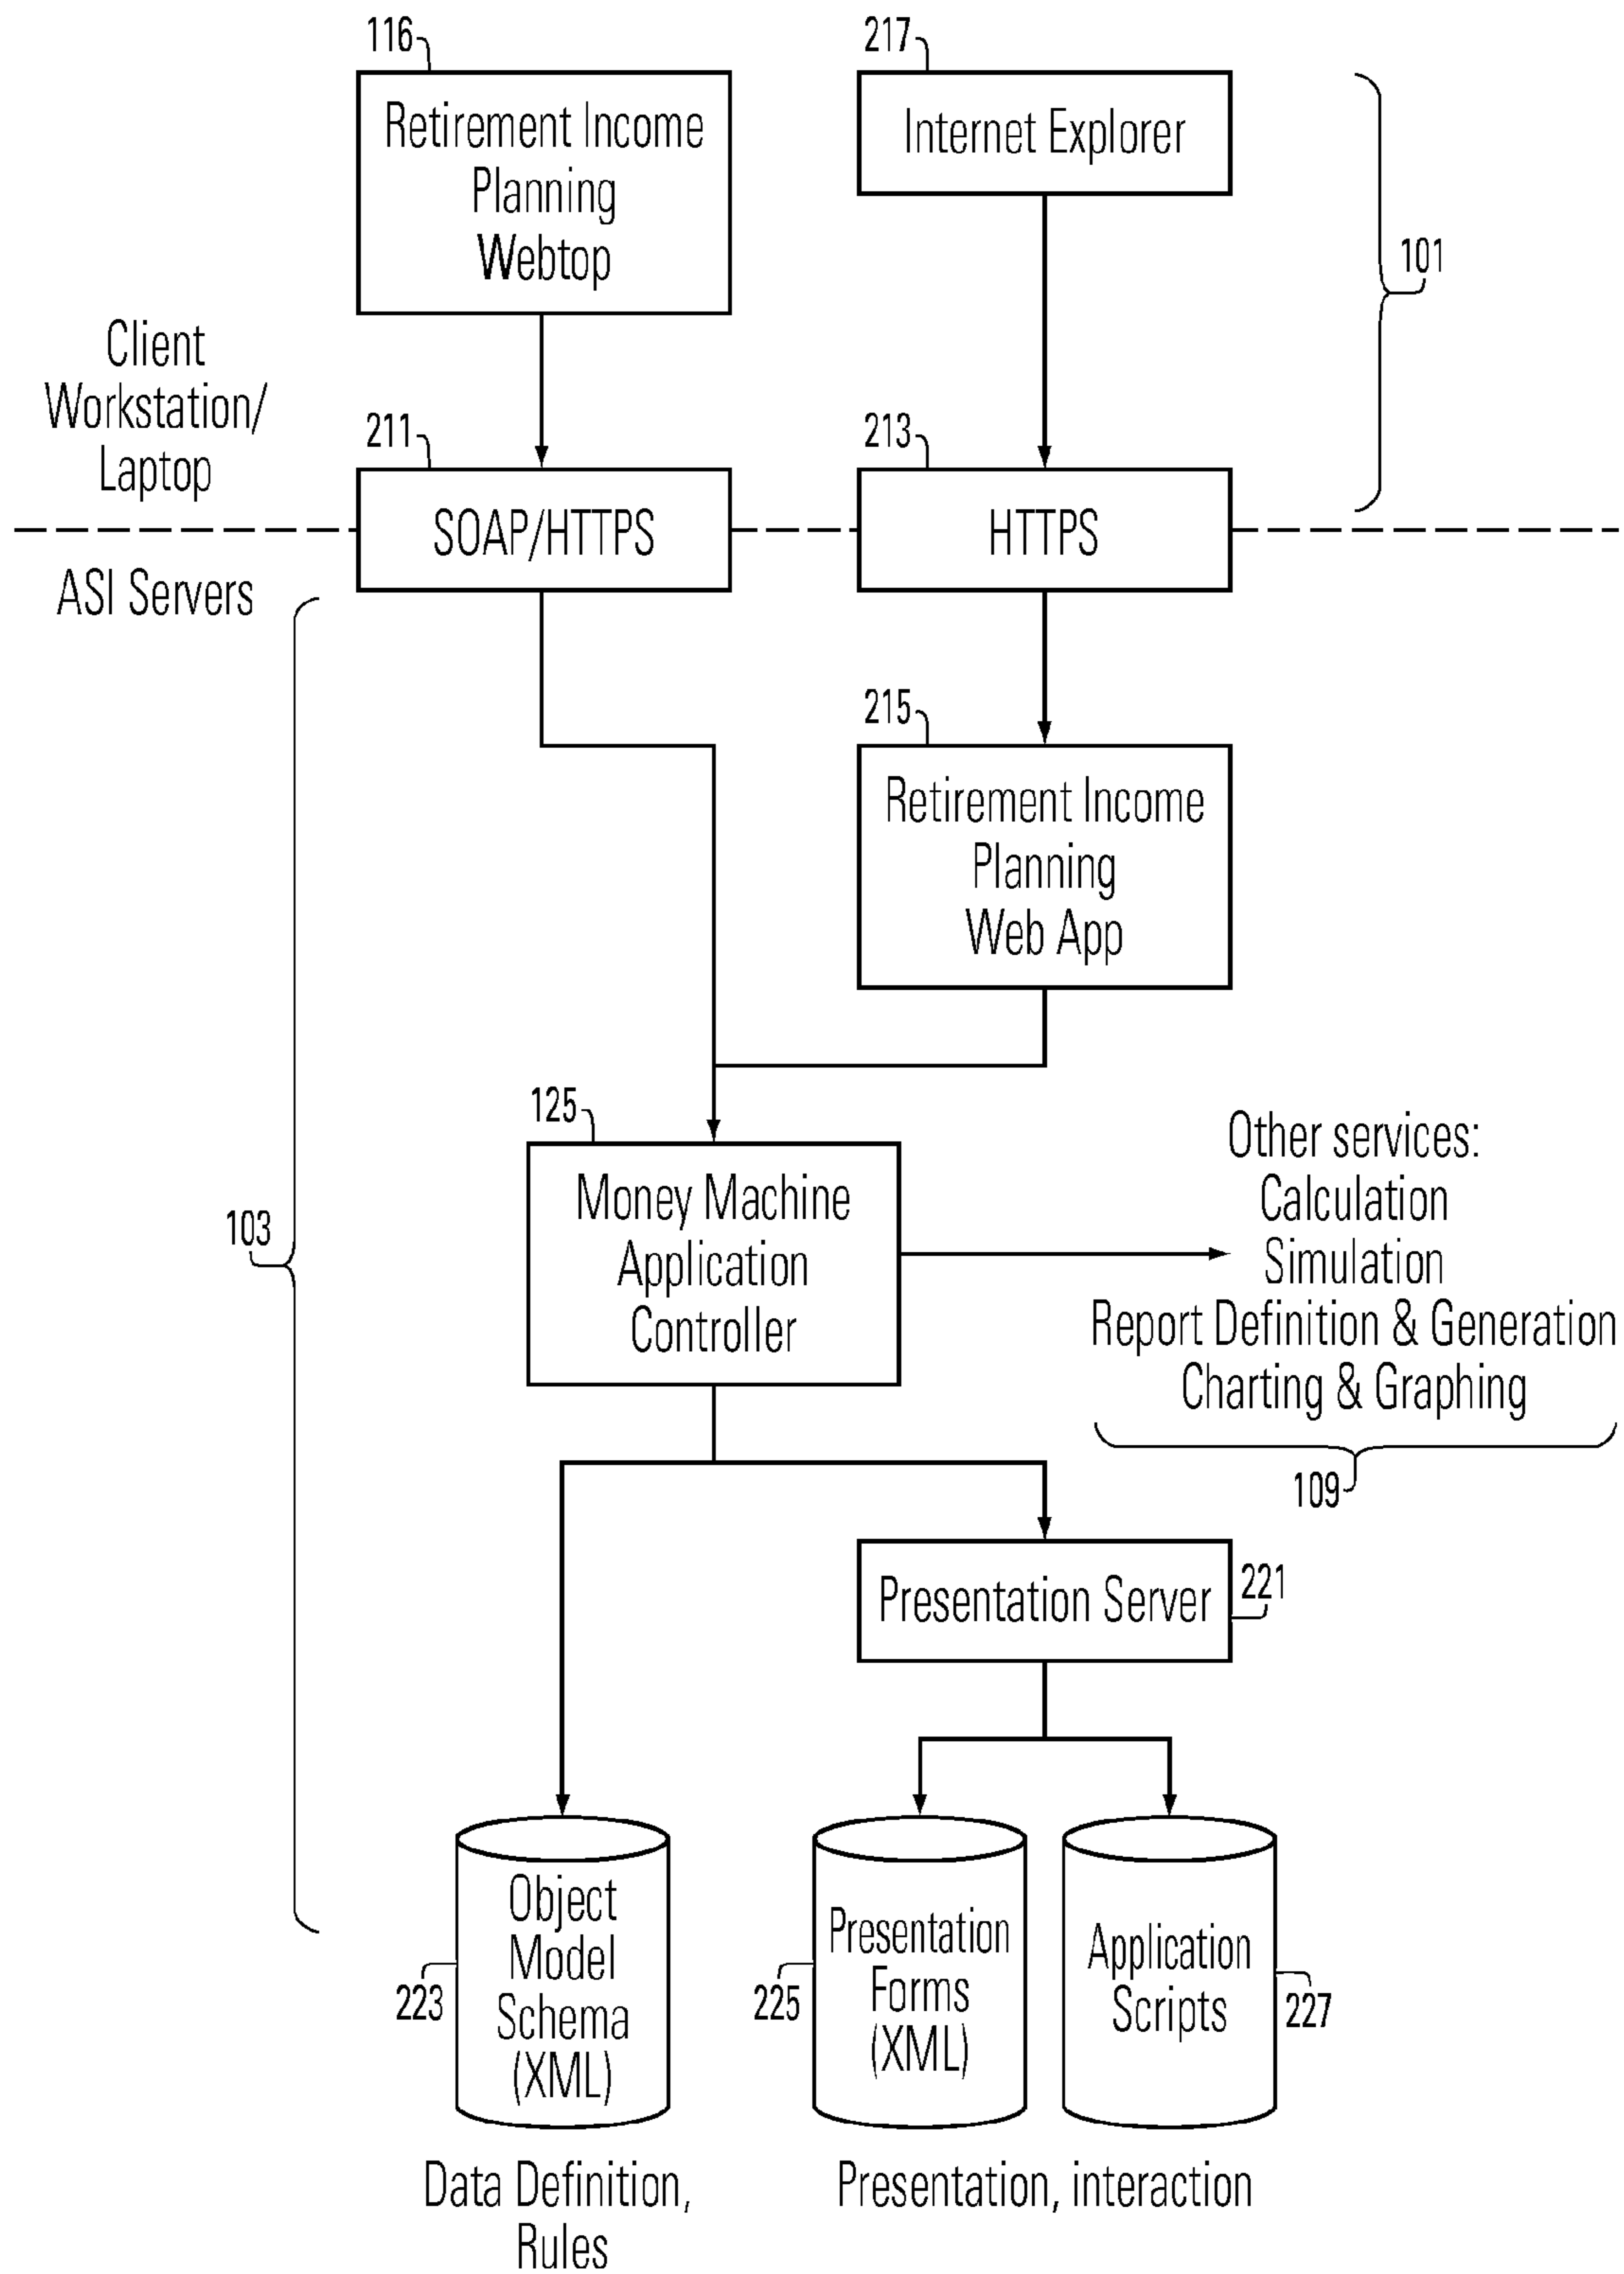 116
Retirement Income
Planning
Webtop
217
Internet Explorer
101
Client
Workstation/
Laptop
211
SOAP/HTTPS
213
HTTPS
ASI Servers
215
Retirement Income
Planning
Web App
103
125
Money Machine
Application
Controller
Other services:
Calculation
Simulation
Report Definition & Generation
Charting & Graphing
109
Presentation Server
221
Object
Model
Schema
(XML)
223
Presentation
Forms
(XML)
225
Application
Scripts
227
Data Definition,
Rules
Presentation, interaction